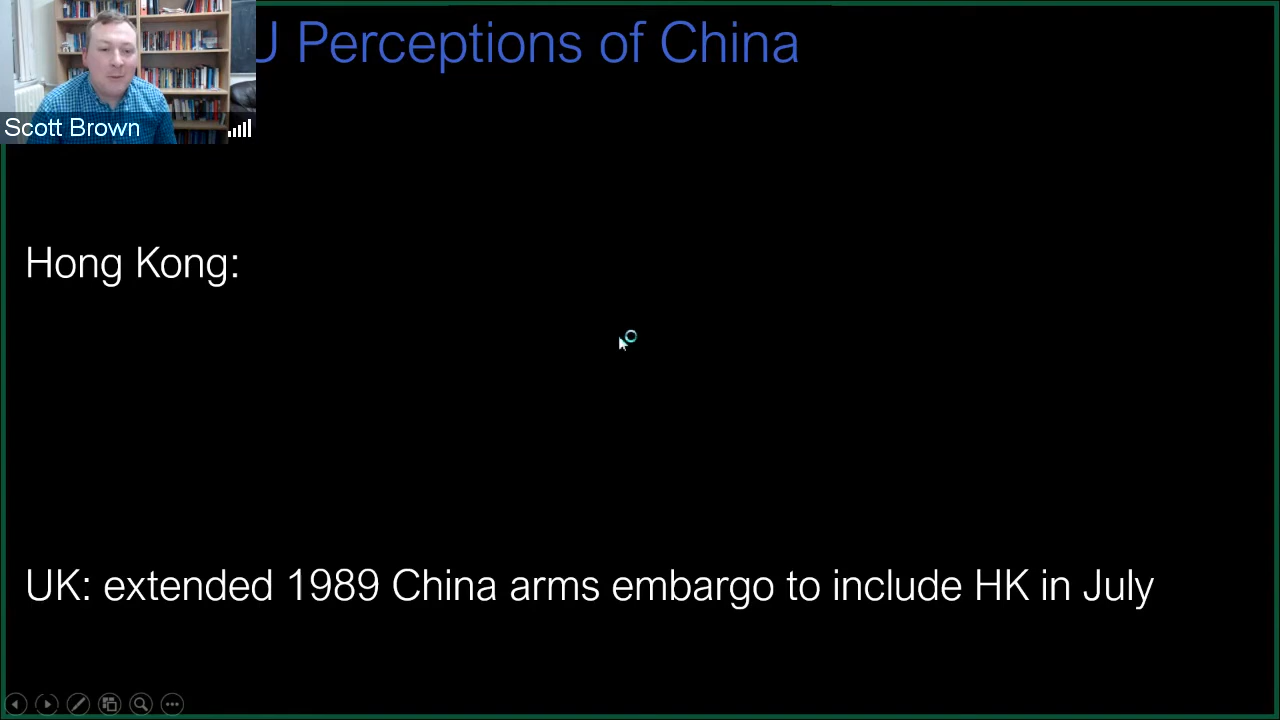 U Perceptions of China
Scott Brown
Hong Kong:
UK: extended 1989 China arms embargo to include HK in July